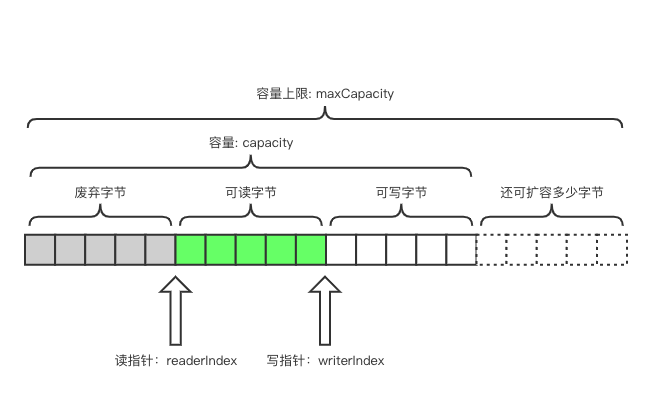 容量上限: maxCapacity
容量: capacity
废弃字节
可读字节
可写字节
还可扩容多少字节
读指针：readerIndex
写指针：writerIndex